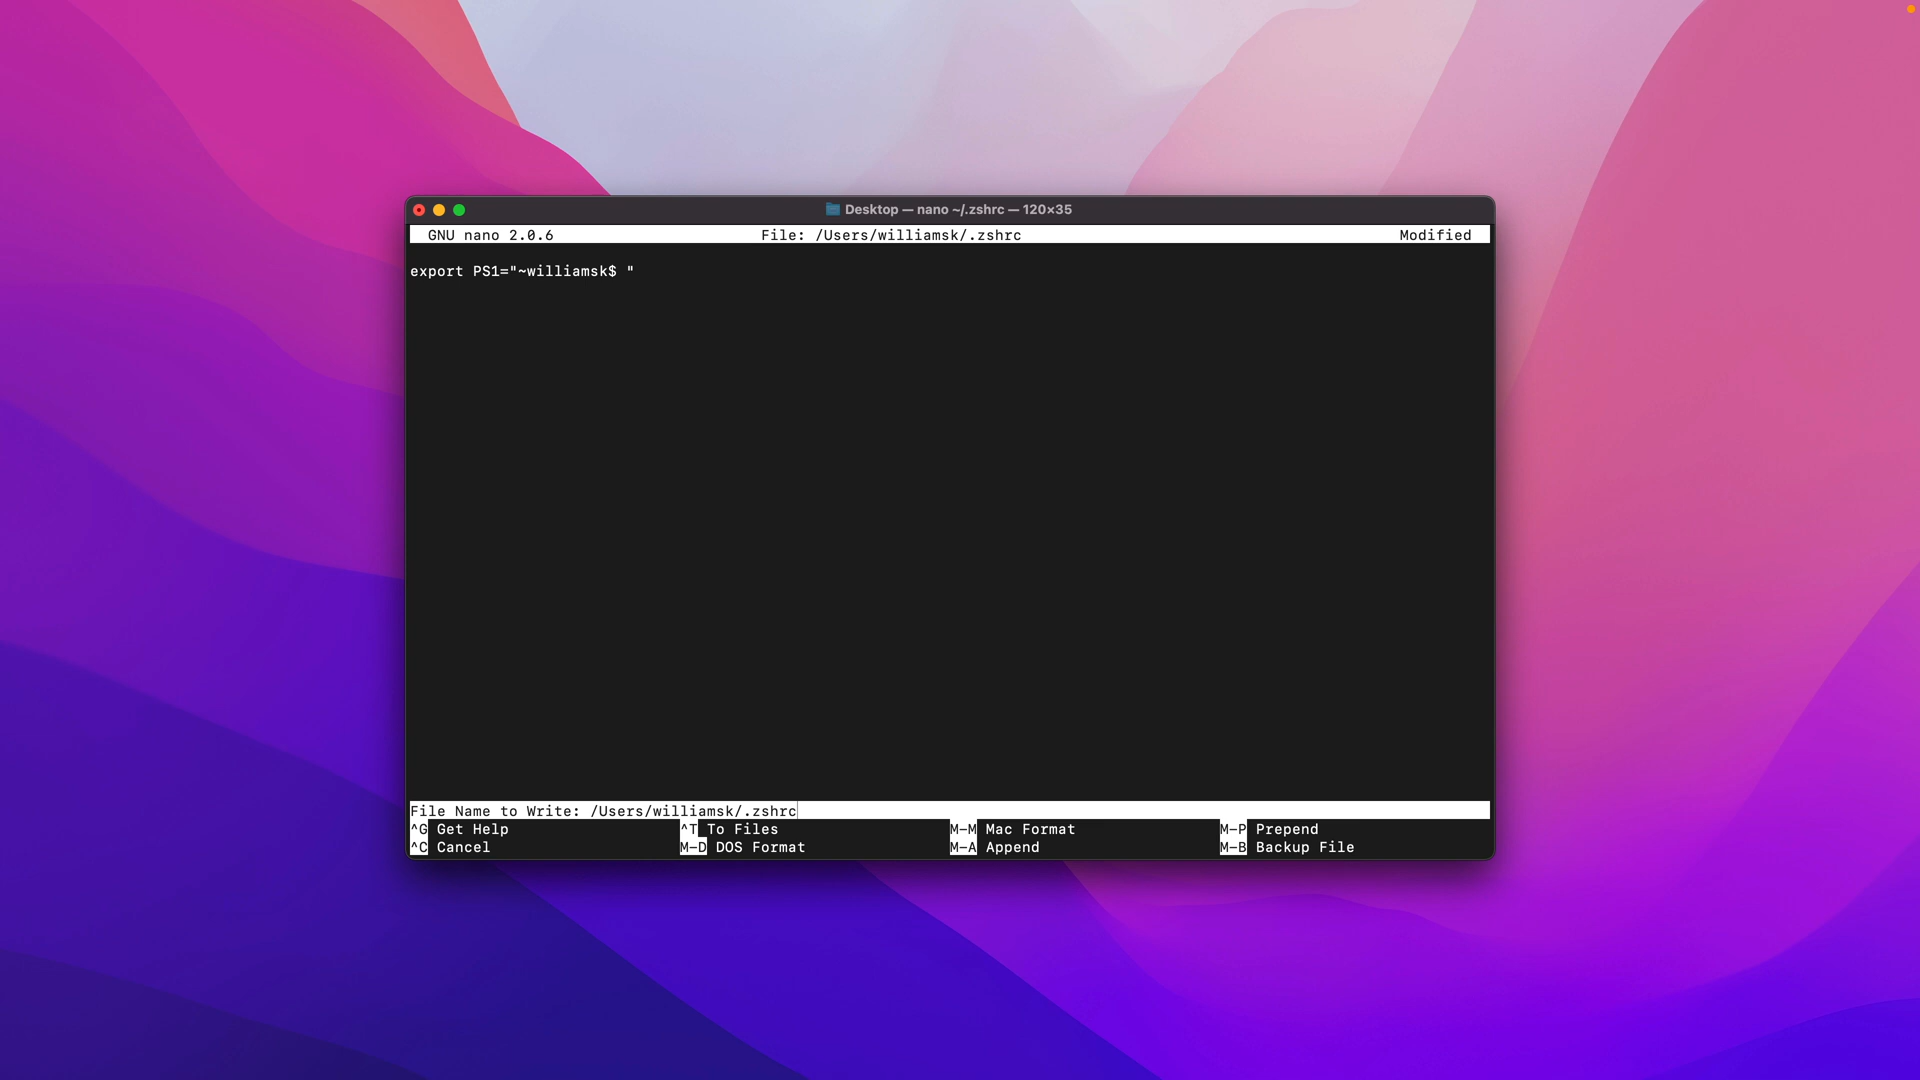 Desktop — nano ~/.zshrc — 120×35
GNU nano 2.0.6 File: /Users/williamsk/.zshrc Modified
export PS1="~williamsk$ "
File Name to Write: /Users/williamsk/.zshrc
^G Get Help ^T To Files M-M Mac Format M-P Prepend
^C Cancel M-D DOS Format M-A Append M-B Backup File